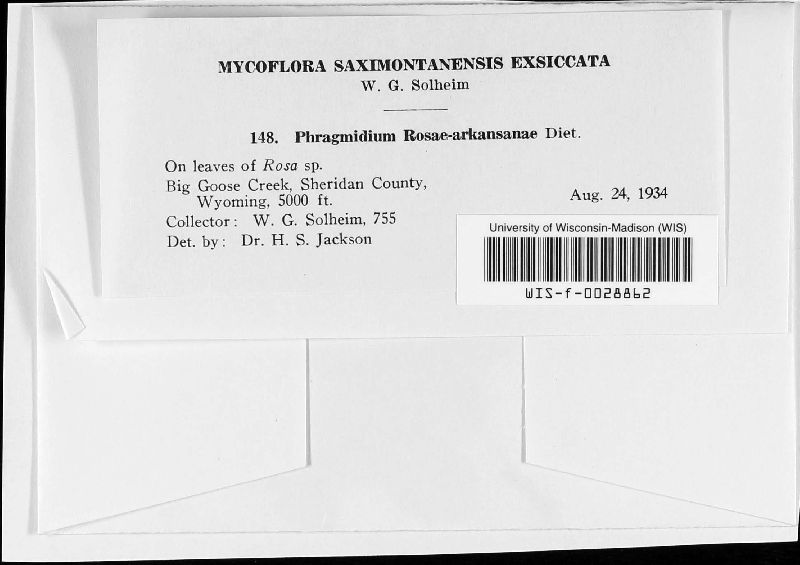 MYCOFLORA SAXIMONTANENSIS EXSICCATA
W. G. Solheim
148. Phragmidium Rosae-arkansanae Diet.
On leaves of Rosa sp.
Big Goose Creek, Sheridan County,
Wyoming, 5000 ft.
Aug. 24, 1934
Collector: W. G. Solheim, 755
Det. by: Dr. H. S. Jackson
University of Wisconsin-Madison (WIS)
WIS-f-0028862